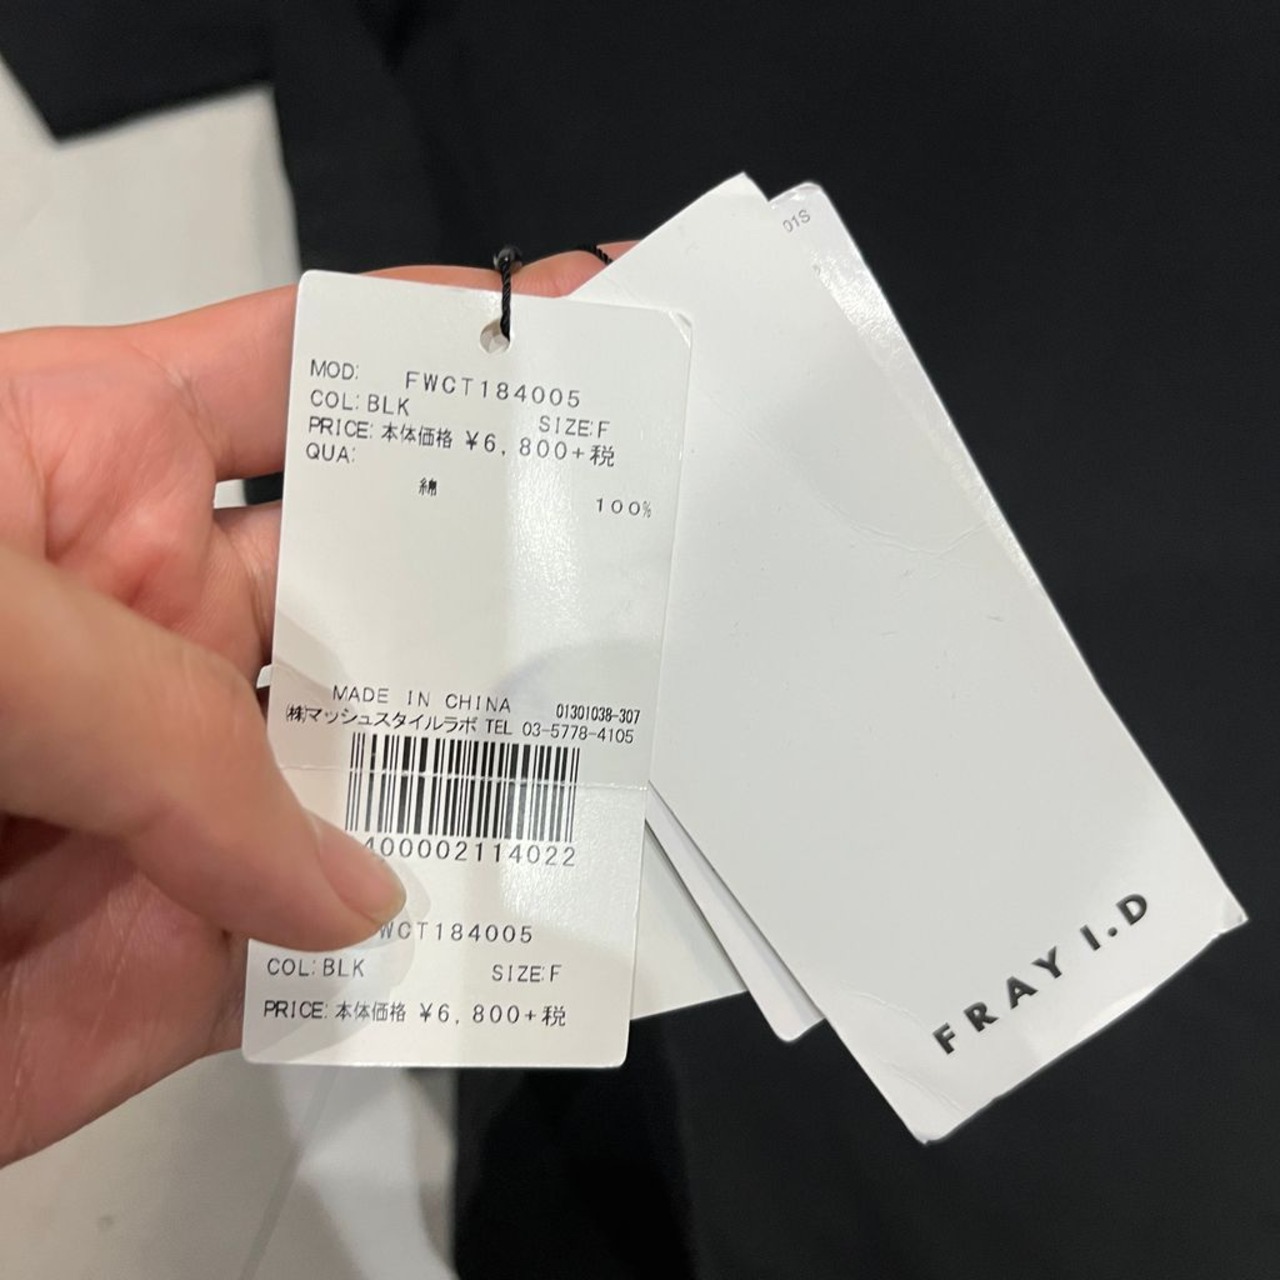 MOD: FWCT184005
COL: BLK SIZE:F
PRICE: 本体価格 ¥6, 800+税
QUA:
綿 100%
MADE IN CHINA 01301038-307
㈱マッシュスタイルラボ TEL 03-5778-4105
400002114022
WCT184005
COL: BLK SIZE:F
PRICE: 本体価格 ¥6, 800+税
01S
FRAY I.D